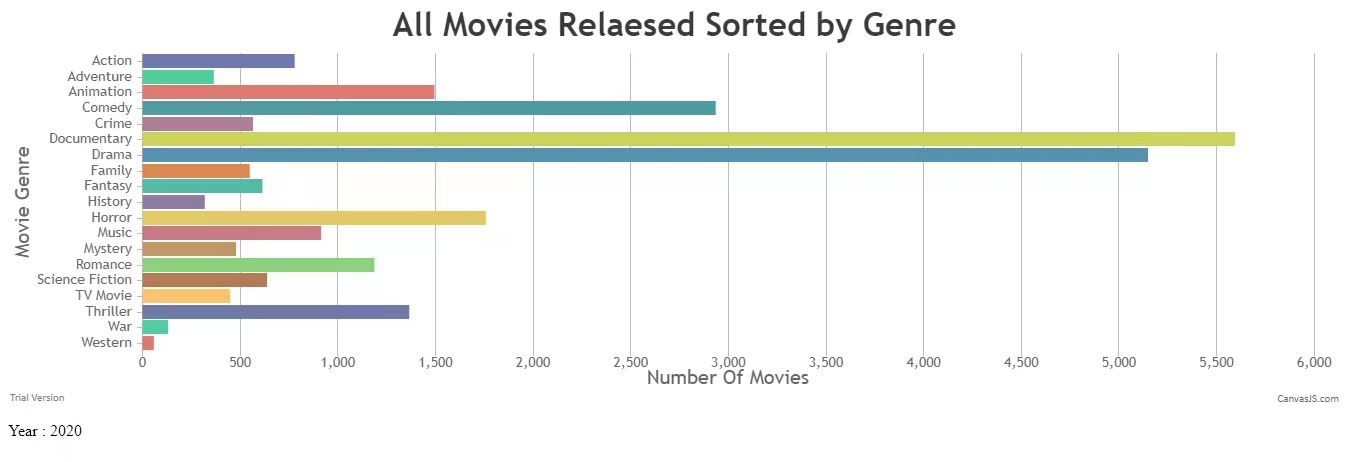 All Movies Relaesed Sorted by Genre
Movie Genre
Action
Adventure
Animation
Comedy
Crime
Documentary
Drama
Family
Fantasy
History
Horror
Music
Mystery
Romance
Science Fiction
TV Movie
Thriller
War
Western
0 500 1,000 1,500 2,000 2,500 3,000 3,500 4,000 4,500 5,000 5,500 6,000
Number Of Movies
Trial Version
CanvasJS.com
Year : 2020